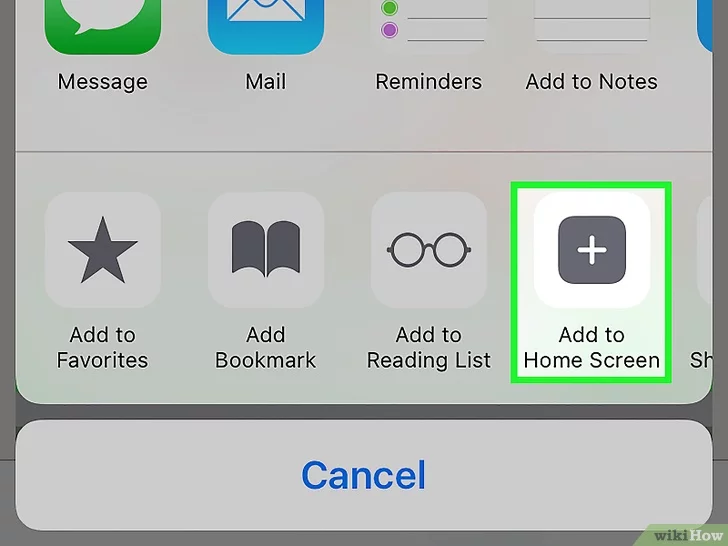 Message
Mail
Reminders
Add to Notes
Add to
Favorites
Add
Bookmark
Add to
Reading List
Add to
Home Screen
Sh
Cancel
wikiHow